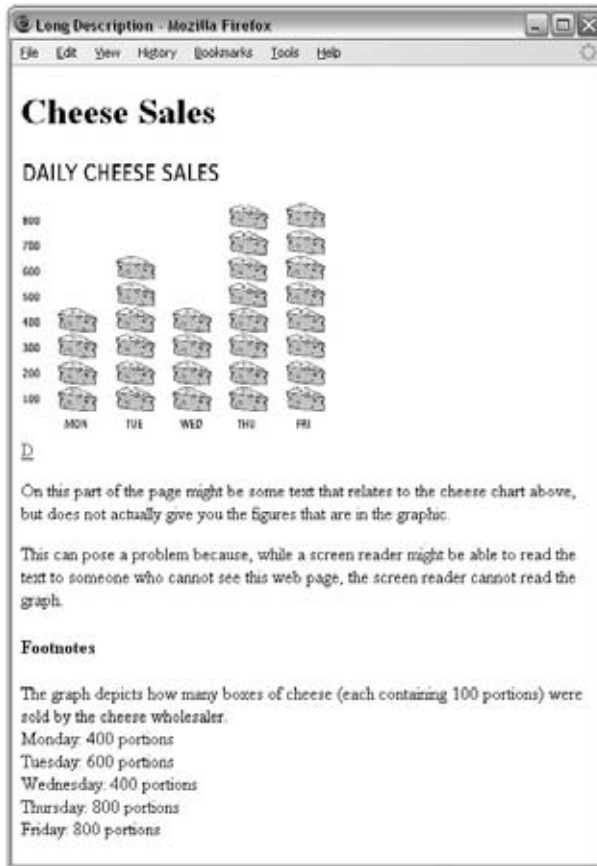 Long Description - Mozilla Firefox
File Edit View History Bookmarks Tools Help
Cheese Sales
DAILY CHEESE SALES
800
700
600
500
400
300
200
100
MON TUE WED THU FRI
D
On this part of the page might be some text that relates to the cheese chart above,
but does not actually give you the figures that are in the graphic.
This can pose a problem because, while a screen reader might be able to read the
text to someone who cannot see this web page, the screen reader cannot read the
graph.
Footnotes
The graph depicts how many boxes of cheese (each containing 100 portions) were
sold by the cheese wholesaler.
Monday: 400 portions
Tuesday: 600 portions
Wednesday: 400 portions
Thursday: 800 portions
Friday: 800 portions